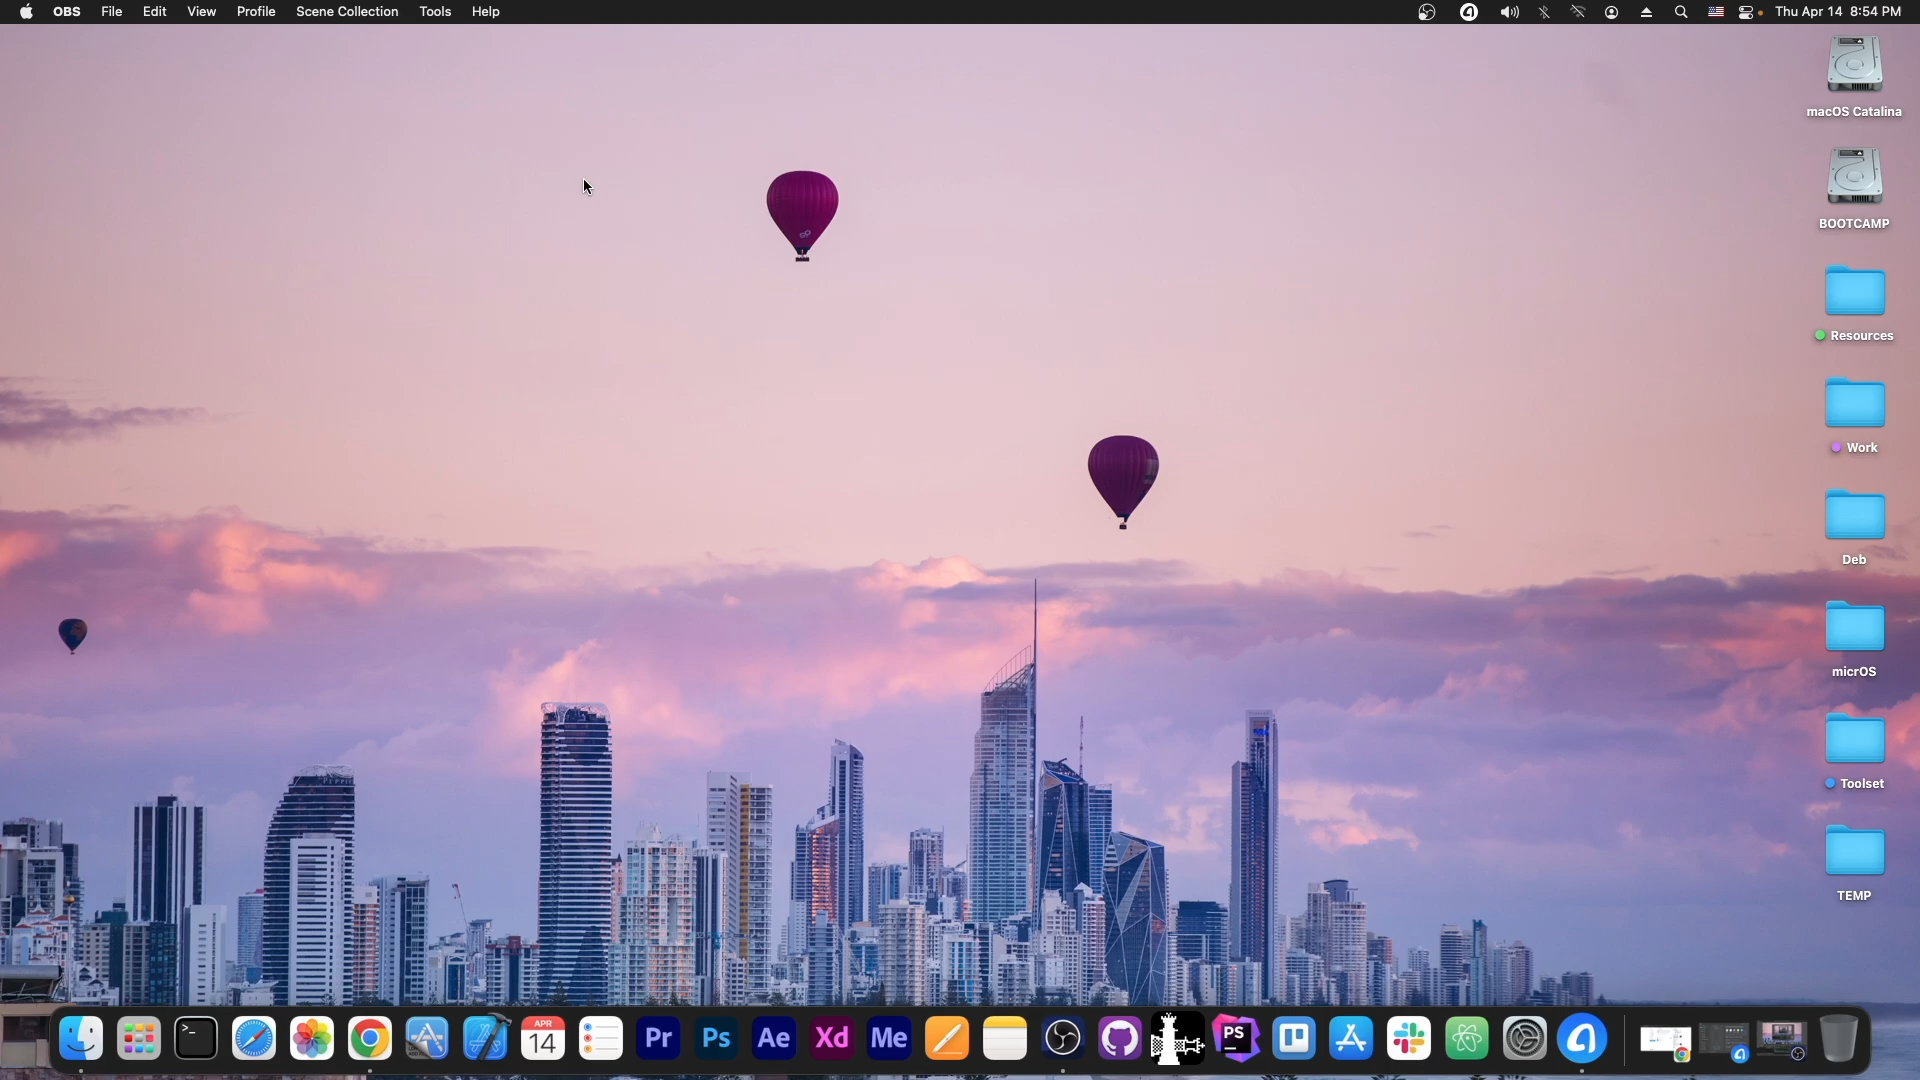 OBS File Edit View Profile Scene Collection Tools Help Thu Apr 14 8:54 PM
macOS Catalina
BOOTCAMP
Resources
Work
Deb
micrOS
Toolset
TEMP
>_ APR Pr Ps Ae Xd Me PS
14